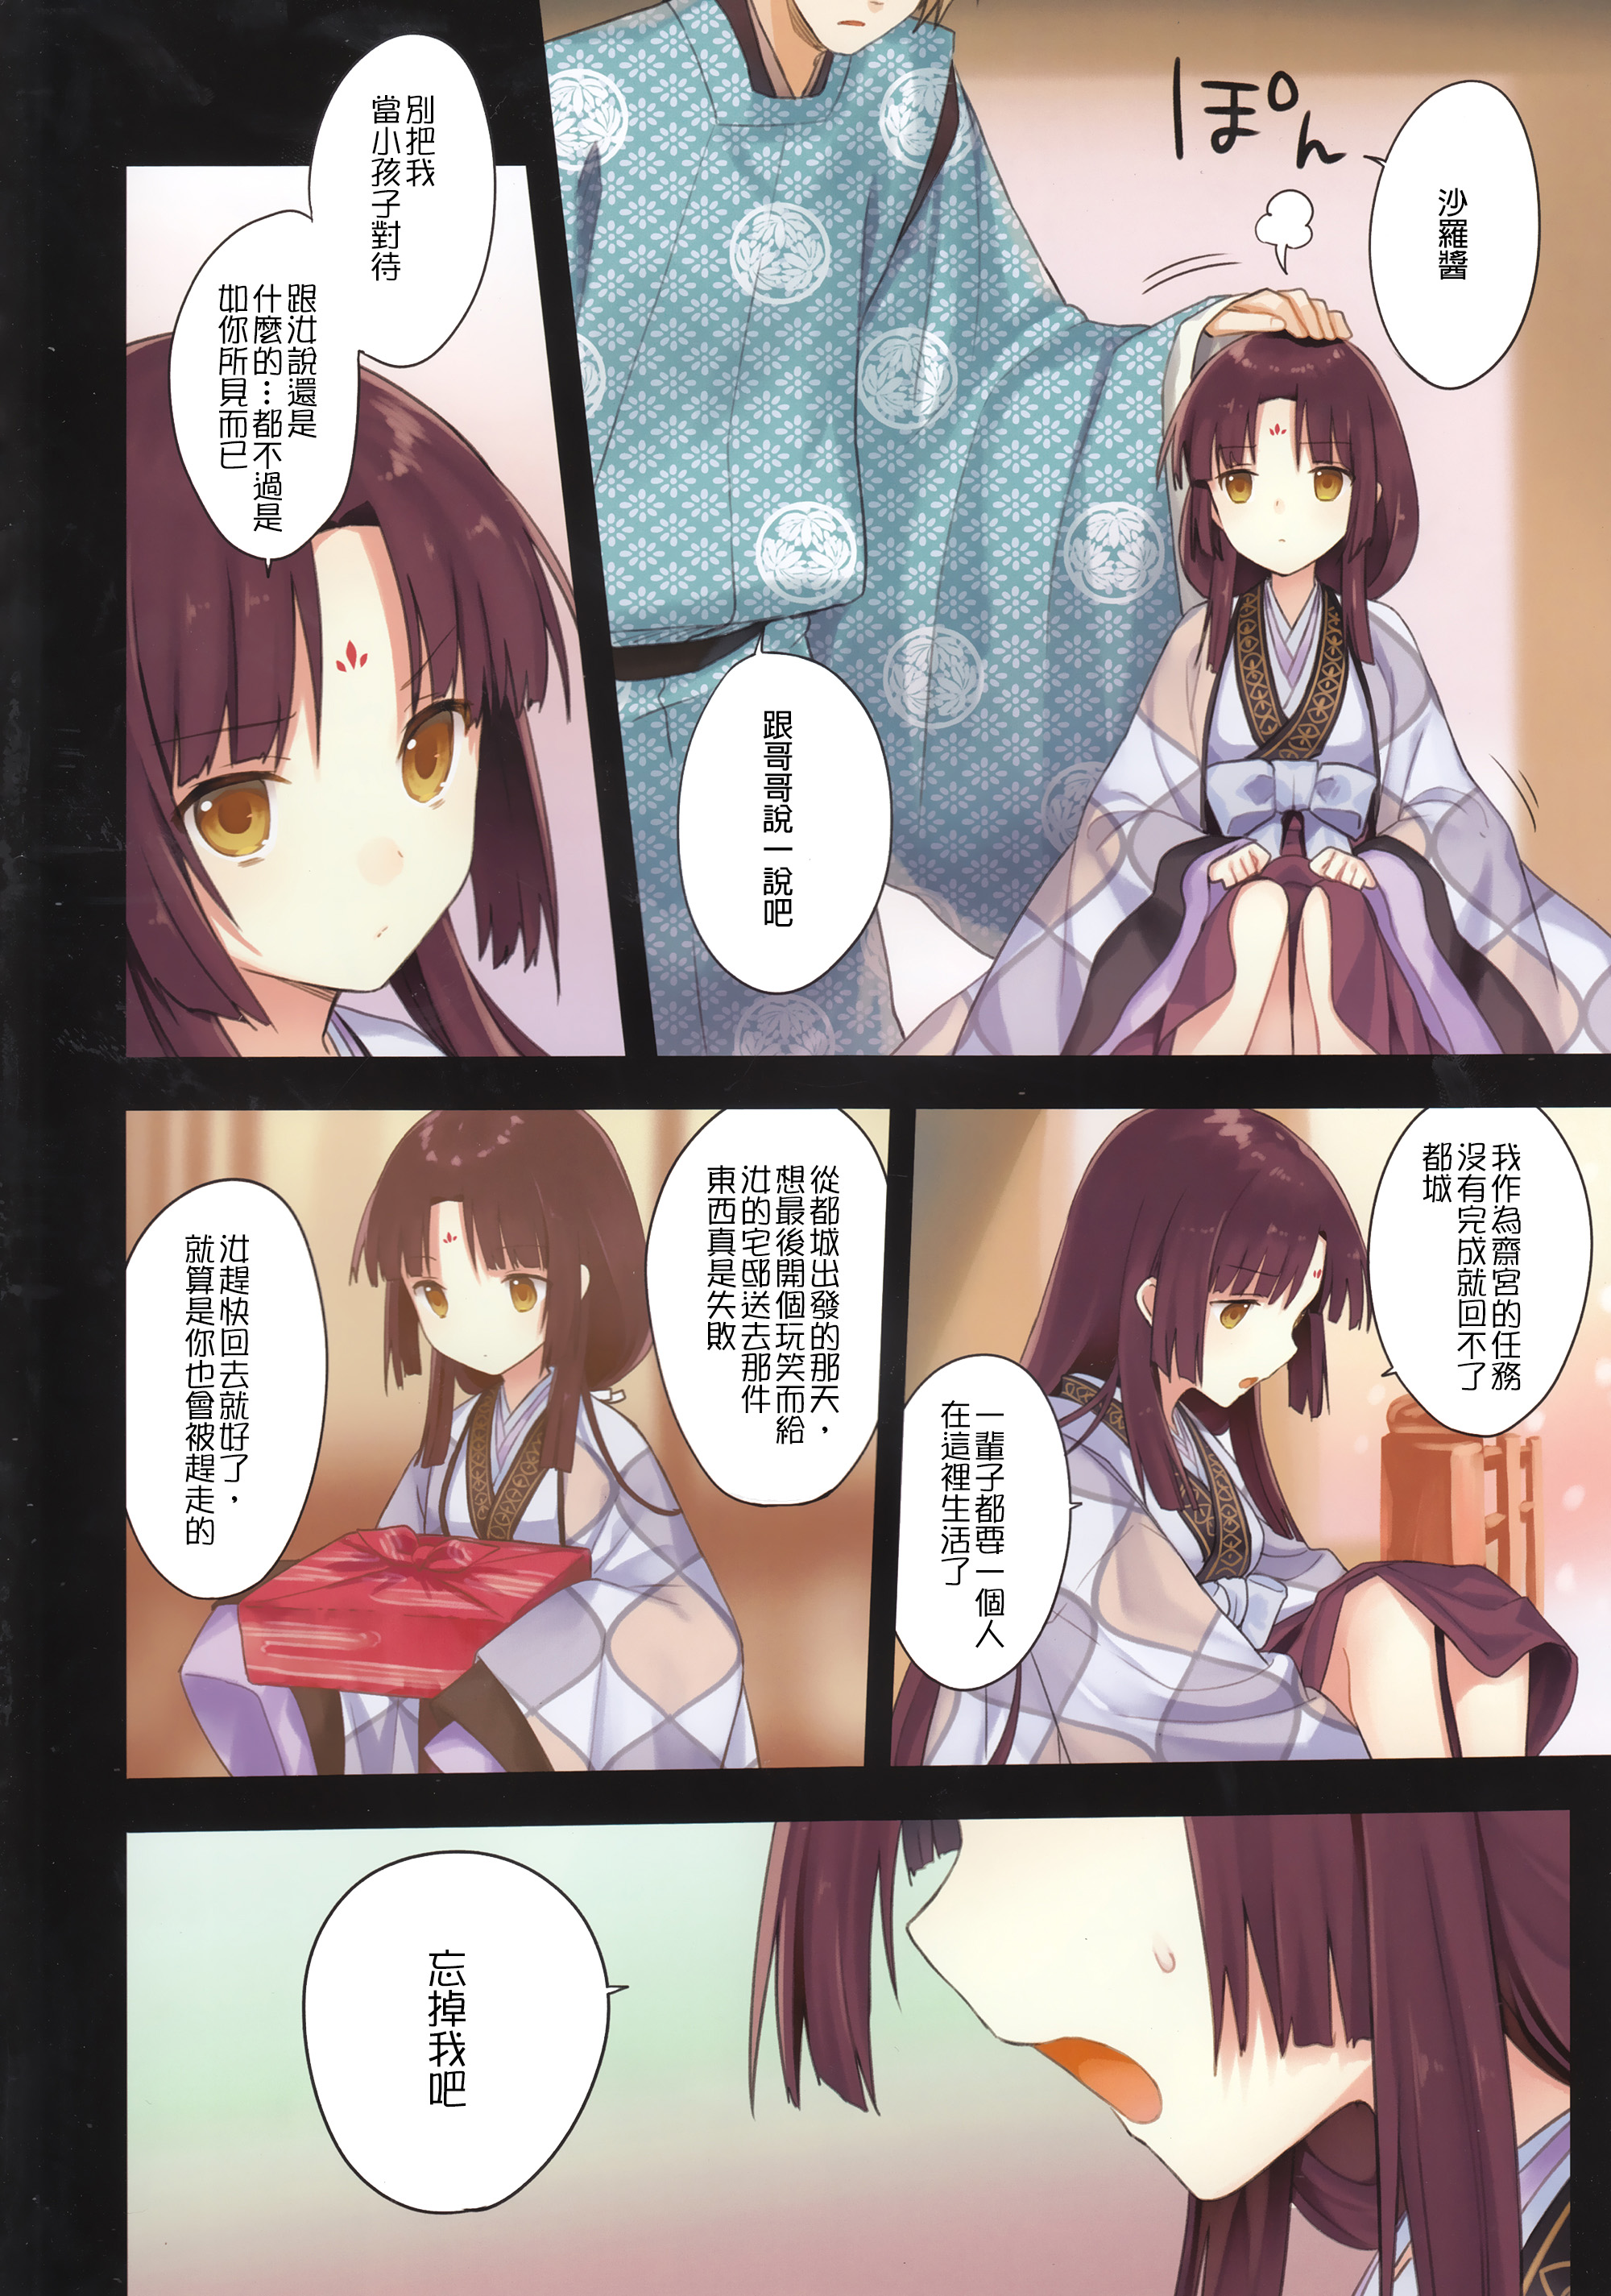 ぽん
沙羅醬
跟哥哥說一說吧
別把我
當小孩子對待
跟汝說還是
什麼的…都不過是
如你所見而已
我作為齋宮的任務
沒有完成就回不了
都城
一輩子都要一個人
在這裡生活了
從都城出發的那天，
想最後開個玩笑而給
汝的宅邸送去那件
東西真是失敗
汝趕快回去就好了，
就算是你也會被趕走的
忘掉我吧